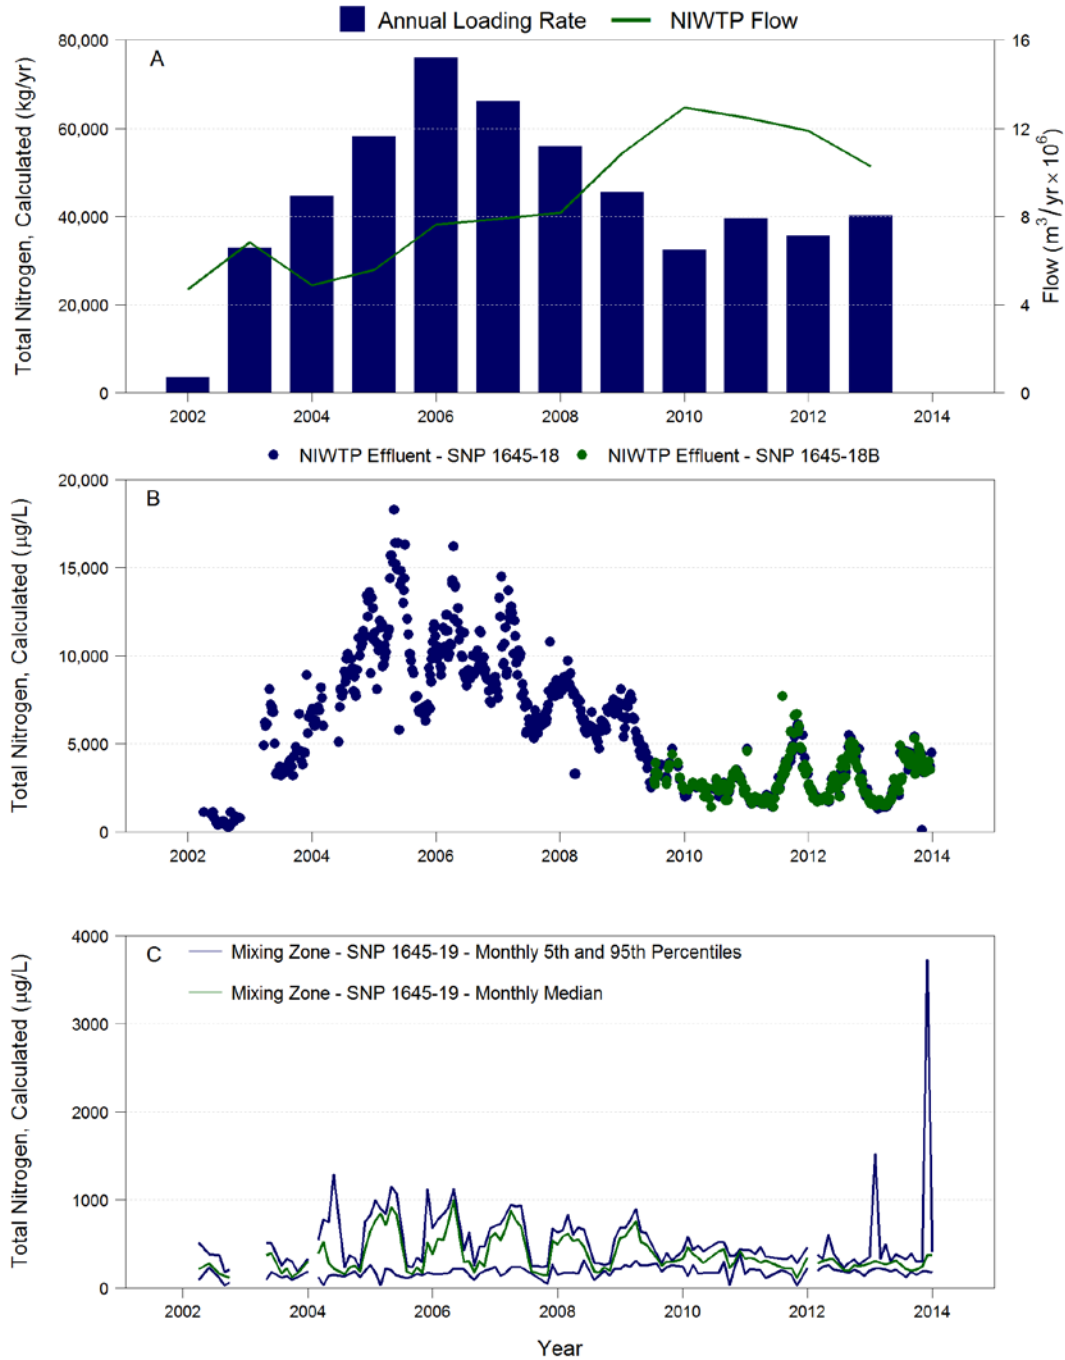 Annual Loading Rate NIWTP Flow
A
Total Nitrogen, Calculated (kg/yr)
80,000
60,000
40,000
20,000
0
16
12
8
4
0
Flow (m³/yr × 10⁶)
2002 2004 2006 2008 2010 2012 2014
NIWTP Effluent - SNP 1645-18 NIWTP Effluent - SNP 1645-18B
B
Total Nitrogen, Calculated (µg/L)
20,000
15,000
10,000
5,000
0
2002 2004 2006 2008 2010 2012 2014
C
Mixing Zone - SNP 1645-19 - Monthly 5th and 95th Percentiles
Mixing Zone - SNP 1645-19 - Monthly Median
Total Nitrogen, Calculated (µg/L)
4000
3000
2000
1000
0
2002 2004 2006 2008 2010 2012 2014
Year